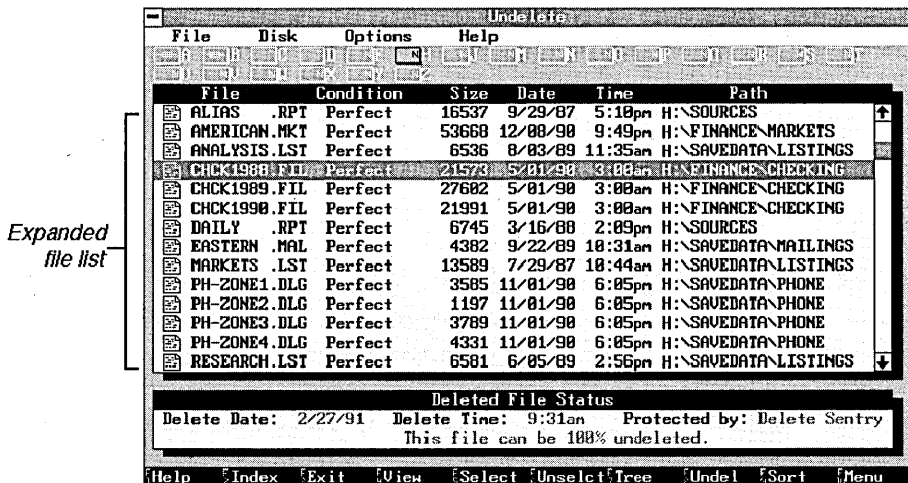 Undelete
File Disk Options Help
File Condition Size Date Time Path
ALIAS .RPT Perfect 16537 9/29/87 5:10pm H:\SOURCES
AMERICAN.MKT Perfect 53668 12/08/90 9:49pm H:\FINANCE\MARKETS
ANALYSIS.LST Perfect 6536 8/03/89 11:35am H:\SAVEDATA\LISTINGS
CHCK1988.FIL Perfect 21573 5/01/90 3:00am H:\FINANCE\CHECKING
CHCK1989.FIL Perfect 27602 5/01/90 3:00am H:\FINANCE\CHECKING
CHCK1990.FIL Perfect 21991 5/01/90 3:00am H:\FINANCE\CHECKING
DAILY .RPT Perfect 6745 3/16/88 2:09pm H:\SOURCES
Expanded
file list
EASTERN .MAL Perfect 4382 9/22/89 10:31am H:\SAVEDATA\MAILINGS
MARKETS .LST Perfect 13589 7/29/87 10:44am H:\SAVEDATA\LISTINGS
PH-ZONE1.DLG Perfect 3585 11/01/90 6:05pm H:\SAVEDATA\PHONE
PH-ZONE2.DLG Perfect 1197 11/01/90 6:05pm H:\SAVEDATA\PHONE
PH-ZONE3.DLG Perfect 3789 11/01/90 6:05pm H:\SAVEDATA\PHONE
PH-ZONE4.DLG Perfect 4331 11/01/90 6:05pm H:\SAVEDATA\PHONE
RESEARCH.LST Perfect 6581 6/05/89 2:56pm H:\SAVEDATA\LISTINGS
Deleted File Status
Delete Date: 2/27/91 Delete Time: 9:31am Protected by: Delete Sentry
This file can be 100% undeleted.
Help Index Exit View Select Unselct Tree Undel Sort Menu